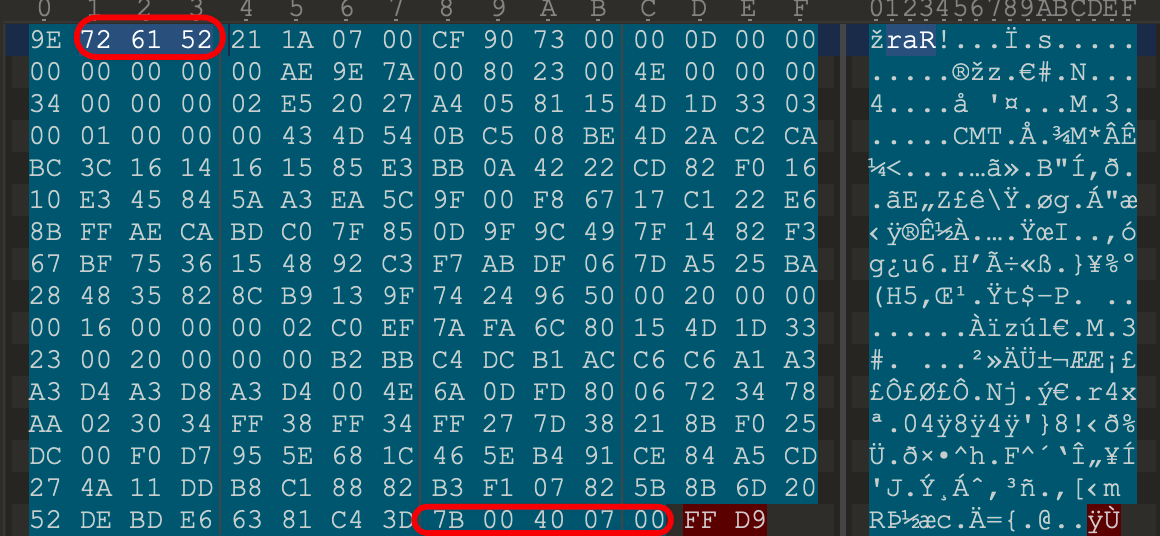 0 1 2 3 4 5 6 7 8 9 A B C D E F 0123456789ABCDEF
9E 72 61 52 21 1A 07 00 CF 90 73 00 00 0D 00 00 žraR!...Ï.s.....
00 00 00 00 00 AE 9E 7A 00 80 23 00 4E 00 00 00 .....®žz.€#.N...
34 00 00 00 02 E5 20 27 A4 05 81 15 4D 1D 33 03 4....å '¤...M.3.
00 01 00 00 00 43 4D 54 0B C5 08 BE 4D 2A C2 CA .....CMT.Å.¾M*ÂÊ
BC 3C 16 14 16 15 85 E3 BB 0A 42 22 CD 82 F0 16 ¼<....…ã».B"Í‚ð.
10 E3 45 84 5A A3 EA 5C 9F 00 F8 67 17 C1 22 E6 .ãE„Z£ê\Ÿ.øg.Á"æ
8B FF AE CA BD C0 7F 85 0D 9F 9C 49 7F 14 82 F3 ‹ÿ®Ê½À.….ŸœI..‚ó
67 BF 75 36 15 48 92 C3 F7 AB DF 06 7D A5 25 BA g¿u6.H’Ã÷«ß.}¥%º
28 48 35 82 8C B9 13 9F 74 24 96 50 00 20 00 00 (H5‚Œ¹.Ÿt$–P. ..
00 16 00 00 00 02 C0 EF 7A FA 6C 80 15 4D 1D 33 ......Àïzúl€.M.3
23 00 20 00 00 00 B2 BB C4 DC B1 AC C6 C6 A1 A3 #. ...²»ÄÜ±¬ÆÆ¡£
A3 D4 A3 D8 A3 D4 00 4E 6A 0D FD 80 06 72 34 78 £Ô£Ø£Ô.Nj.ý€.r4x
AA 02 30 34 FF 38 FF 34 FF 27 7D 38 21 8B F0 25 ª.04ÿ8ÿ4ÿ'}8!‹ð%
DC 00 F0 D7 95 5E 68 1C 46 5E B4 91 CE 84 A5 CD Ü.ð×•^h.F^´‘Î„¥Í
27 4A 11 DD B8 C1 88 82 B3 F1 07 82 5B 8B 6D 20 'J.Ý¸Áˆ‚³ñ.‚[‹m
52 DE BD E6 63 81 C4 3D 7B 00 40 07 00 FF D9 RÞ½æc.Ä={.@..ÿÙ